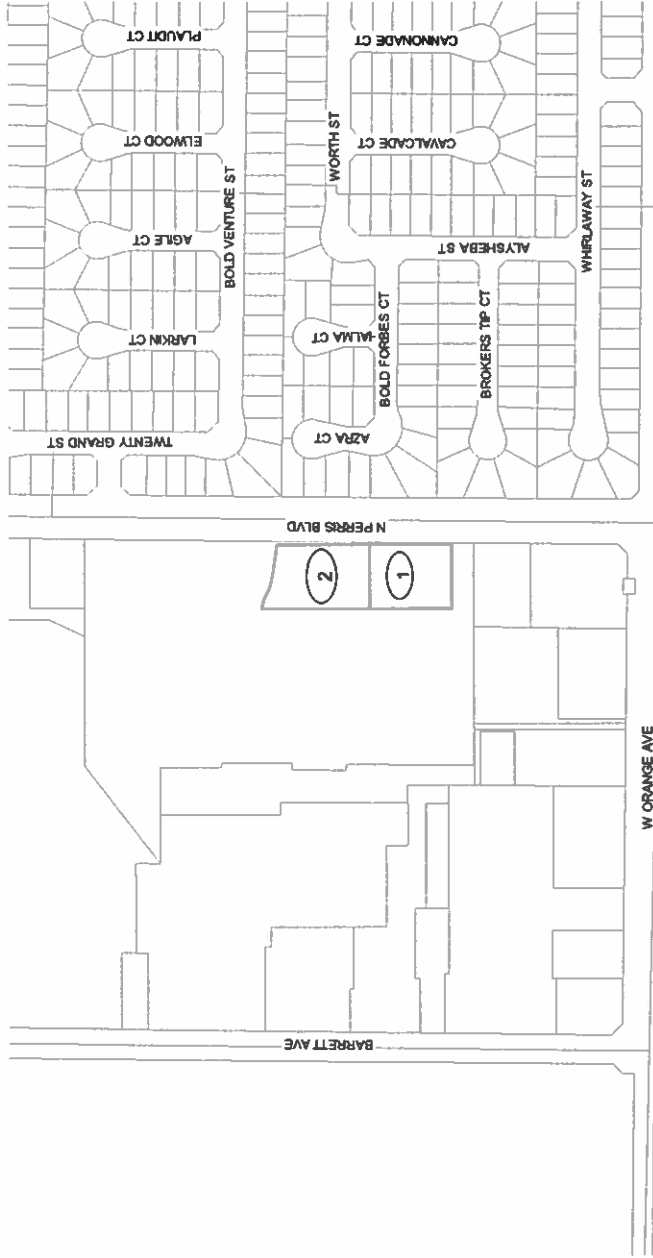 PLAUDIT CT
CANNONADE CT
ELWOOD CT
WORTH ST
CAVALCADE CT
BOLD VENTURE ST
AGILE CT
ALYSHEBA ST
WHIRLAWAY ST
LARKIN CT
HALMA CT
BOLD FORBES CT
BROKERS TIP CT
TWENTY GRAND ST
AZRA CT
N PERRIS BLVD
2
1
W ORANGE AVE
BARRETT AVE